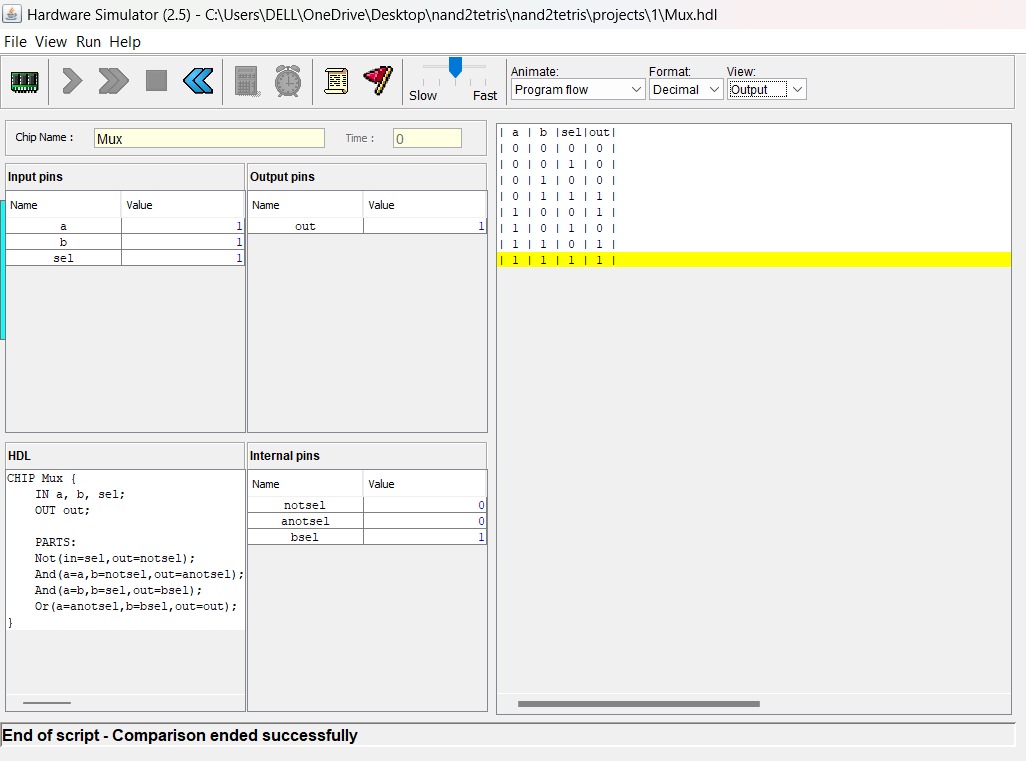 Hardware Simulator (2.5) - C:\Users\DELL\OneDrive\Desktop\nand2tetris\nand2tetris\projects\1\Mux.hdl
File View Run Help
Slow Fast
Animate: Format: View:
Program flow Decimal Output
Chip Name : Mux Time : 0
Input pins
Name Value
a 1
b 1
sel 1
Output pins
Name Value
out 1
HDL
CHIP Mux {
IN a, b, sel;
OUT out;
PARTS:
Not(in=sel,out=notsel);
And(a=a,b=notsel,out=anotsel);
And(a=b,b=sel,out=bsel);
Or(a=anotsel,b=bsel,out=out);
}
Internal pins
Name Value
notsel 0
anotsel 0
bsel 1
| a | b |sel|out|
| 0 | 0 | 0 | 0 |
| 0 | 0 | 1 | 0 |
| 0 | 1 | 0 | 0 |
| 0 | 1 | 1 | 1 |
| 1 | 0 | 0 | 1 |
| 1 | 0 | 1 | 0 |
| 1 | 1 | 0 | 1 |
| 1 | 1 | 1 | 1 |
End of script - Comparison ended successfully